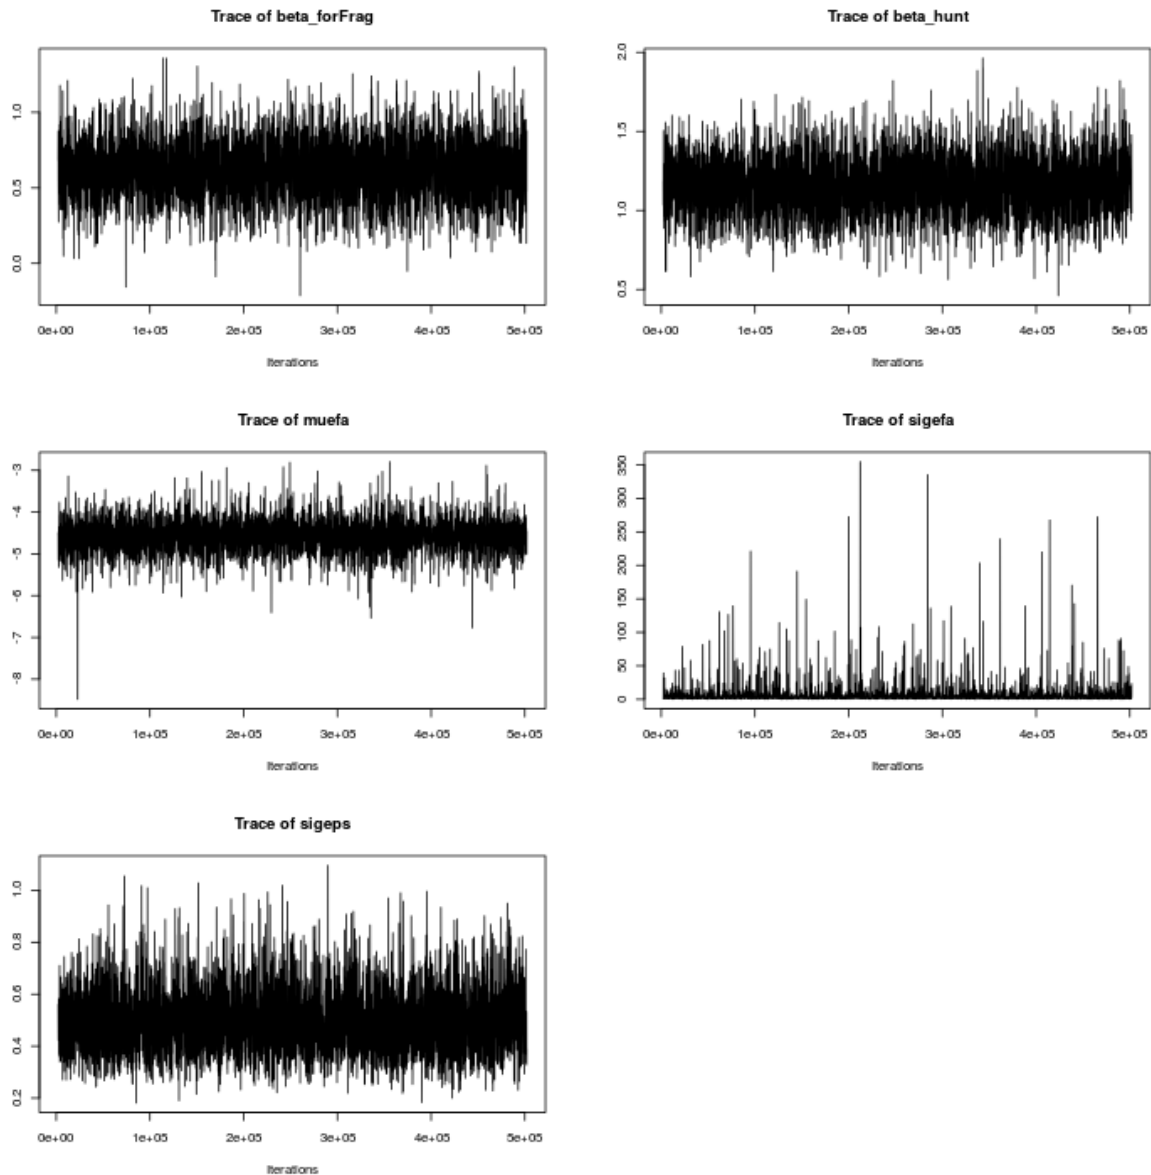 Trace of beta_forFrag
0.0
0.5
1.0
0e+00 1e+05 2e+05 3e+05 4e+05 5e+05
Iterations
Trace of beta_hunt
0.5
1.0
1.5
2.0
0e+00 1e+05 2e+05 3e+05 4e+05 5e+05
Iterations
Trace of muefa
-8
-7
-6
-5
-4
-3
0e+00 1e+05 2e+05 3e+05 4e+05 5e+05
Iterations
Trace of sigefa
0
50
100
150
200
250
300
350
0e+00 1e+05 2e+05 3e+05 4e+05 5e+05
Iterations
Trace of sigeps
0.2
0.4
0.6
0.8
1.0
0e+00 1e+05 2e+05 3e+05 4e+05 5e+05
Iterations